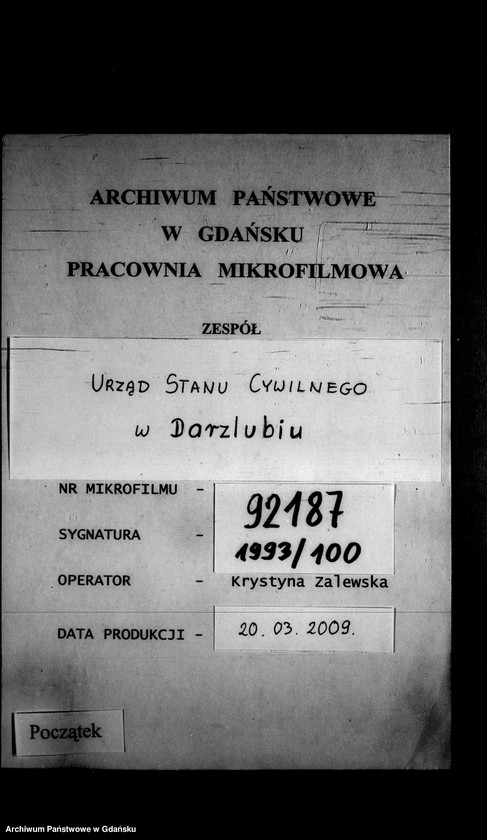 ARCHIWUM PAŃSTWOWE
W GDAŃSKU
PRACOWNIA MIKROFILMOWA
ZESPÓŁ
URZĄD STANU CYWILNEGO
w Darzlubiu
NR MIKROFILMU - 92187
SYGNATURA - 1993/100
OPERATOR - Krystyna Zalewska
DATA PRODUKCJI - 20. 03. 2009.
Początek
Archiwum Państwowe w Gdańsku